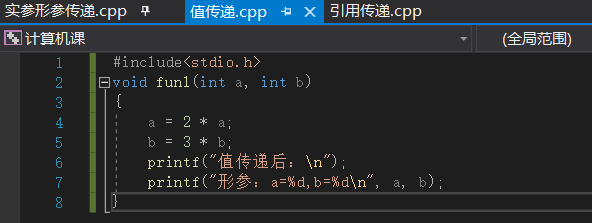 实参形参传递.cpp 值传递.cpp 引用传递.cpp
计算机课 (全局范围)
1 #include<stdio.h>
2 void fun1(int a, int b)
3 {
4 a = 2 * a;
5 b = 3 * b;
6 printf("值传递后：\n");
7 printf("形参：a=%d,b=%d\n", a, b);
8 }